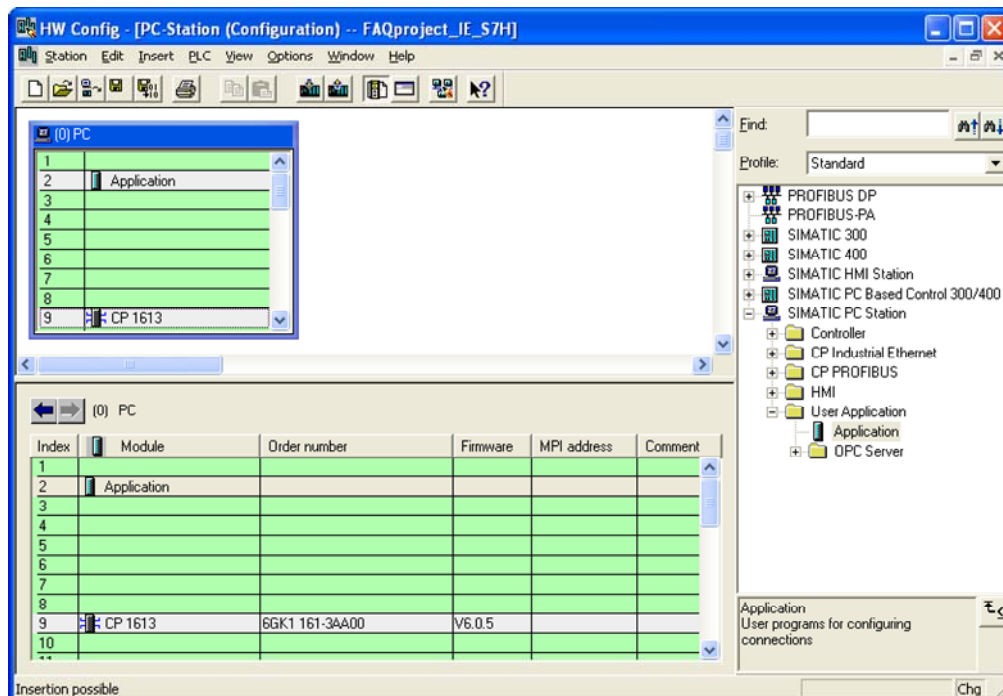 HW Config - [PC-Station (Configuration) -- FAQproject_IE_S7H]
Station Edit Insert PLC View Options Window Help
(0) PC
1
2 Application
3
4
5
6
7
8
9 CP 1613
Find:
Profile: Standard
PROFIBUS DP
PROFIBUS-PA
SIMATIC 300
SIMATIC 400
SIMATIC HMI Station
SIMATIC PC Based Control 300/400
SIMATIC PC Station
Controller
CP Industrial Ethernet
CP PROFIBUS
HMI
User Application
Application
OPC Server
(0) PC
Index Module Order number Firmware MPI address Comment
1
2 Application
3
4
5
6
7
8
9 CP 1613 6GK1 161-3AA00 V6.0.5
10
Application
User programs for configuring
connections
Insertion possible
Chg